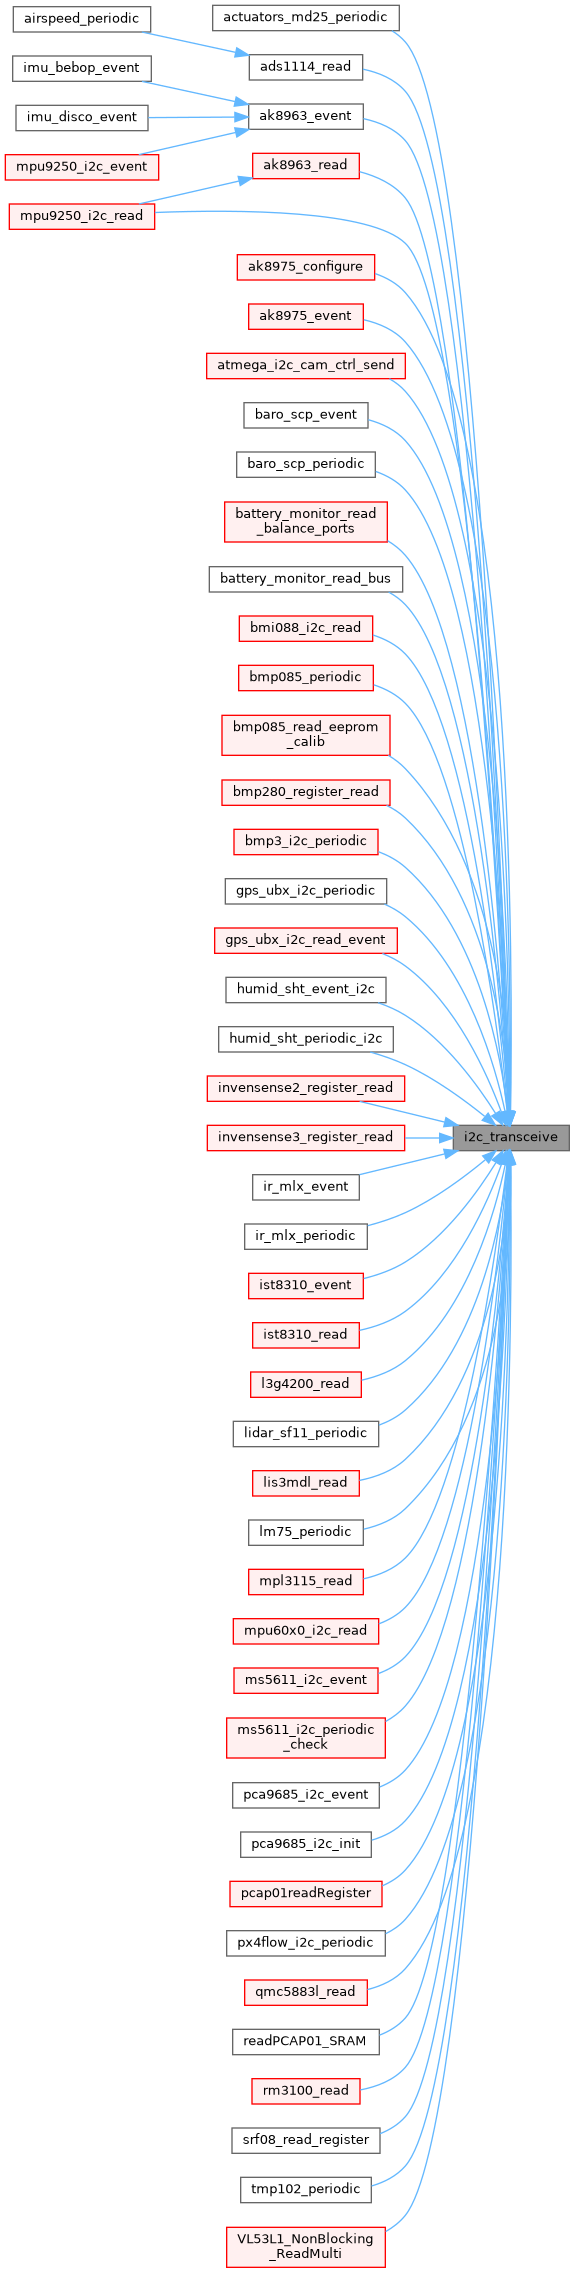 airspeed_periodic
actuators_md25_periodic
imu_bebop_event
ads1114_read
imu_disco_event
ak8963_event
mpu9250_i2c_event
ak8963_read
mpu9250_i2c_read
ak8975_configure
ak8975_event
atmega_i2c_cam_ctrl_send
baro_scp_event
baro_scp_periodic
battery_monitor_read
_balance_ports
battery_monitor_read_bus
bmi088_i2c_read
bmp085_periodic
bmp085_read_eeprom
_calib
bmp280_register_read
bmp3_i2c_periodic
gps_ubx_i2c_periodic
gps_ubx_i2c_read_event
humid_sht_event_i2c
humid_sht_periodic_i2c
invensense2_register_read
invensense3_register_read
i2c_transceive
ir_mlx_event
ir_mlx_periodic
ist8310_event
ist8310_read
l3g4200_read
lidar_sf11_periodic
lis3mdl_read
lm75_periodic
mpl3115_read
mpu60x0_i2c_read
ms5611_i2c_event
ms5611_i2c_periodic
_check
pca9685_i2c_event
pca9685_i2c_init
pcap01readRegister
px4flow_i2c_periodic
qmc5883l_read
readPCAP01_SRAM
rm3100_read
srf08_read_register
tmp102_periodic
VL53L1_NonBlocking
_ReadMulti